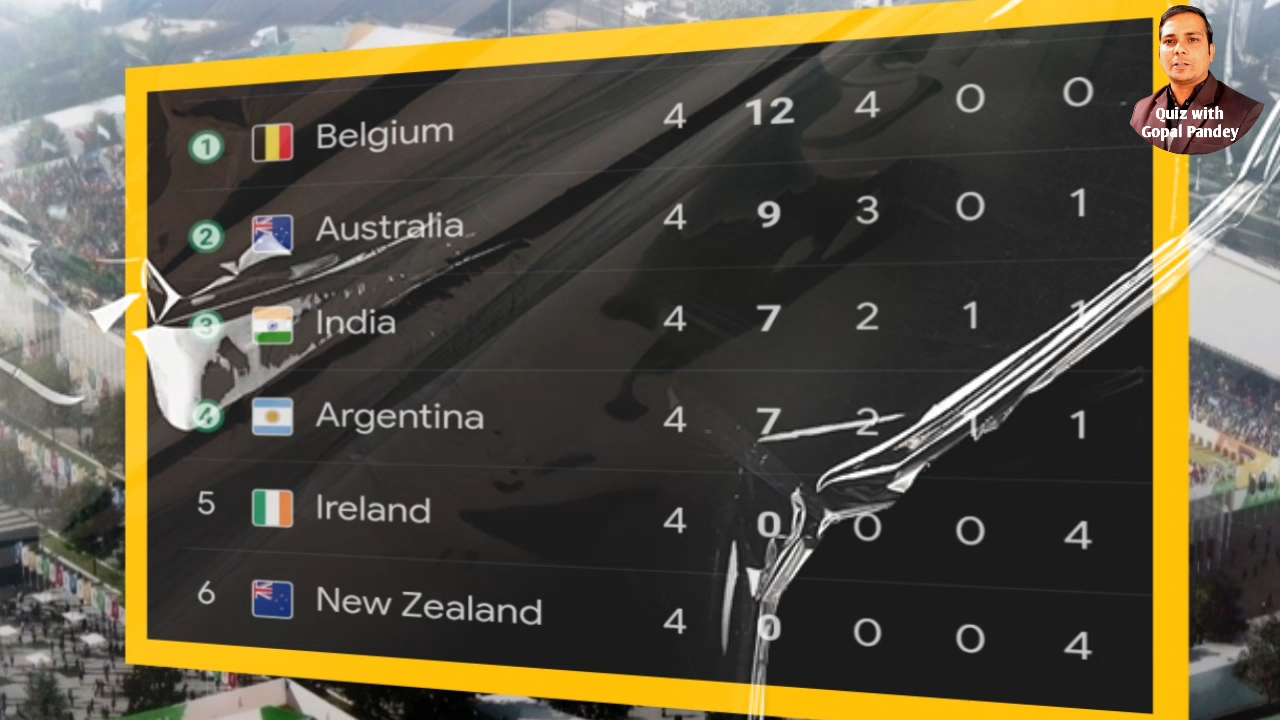 Quiz with
Gopal Pandey
1 Belgium 4 12 4 0 0
2 Australia 4 9 3 0 1
3 India 4 7 2 1 1
4 Argentina 4 7 2 1 1
5 Ireland 4 0 0 0 4
6 New Zealand 4 0 0 0 4